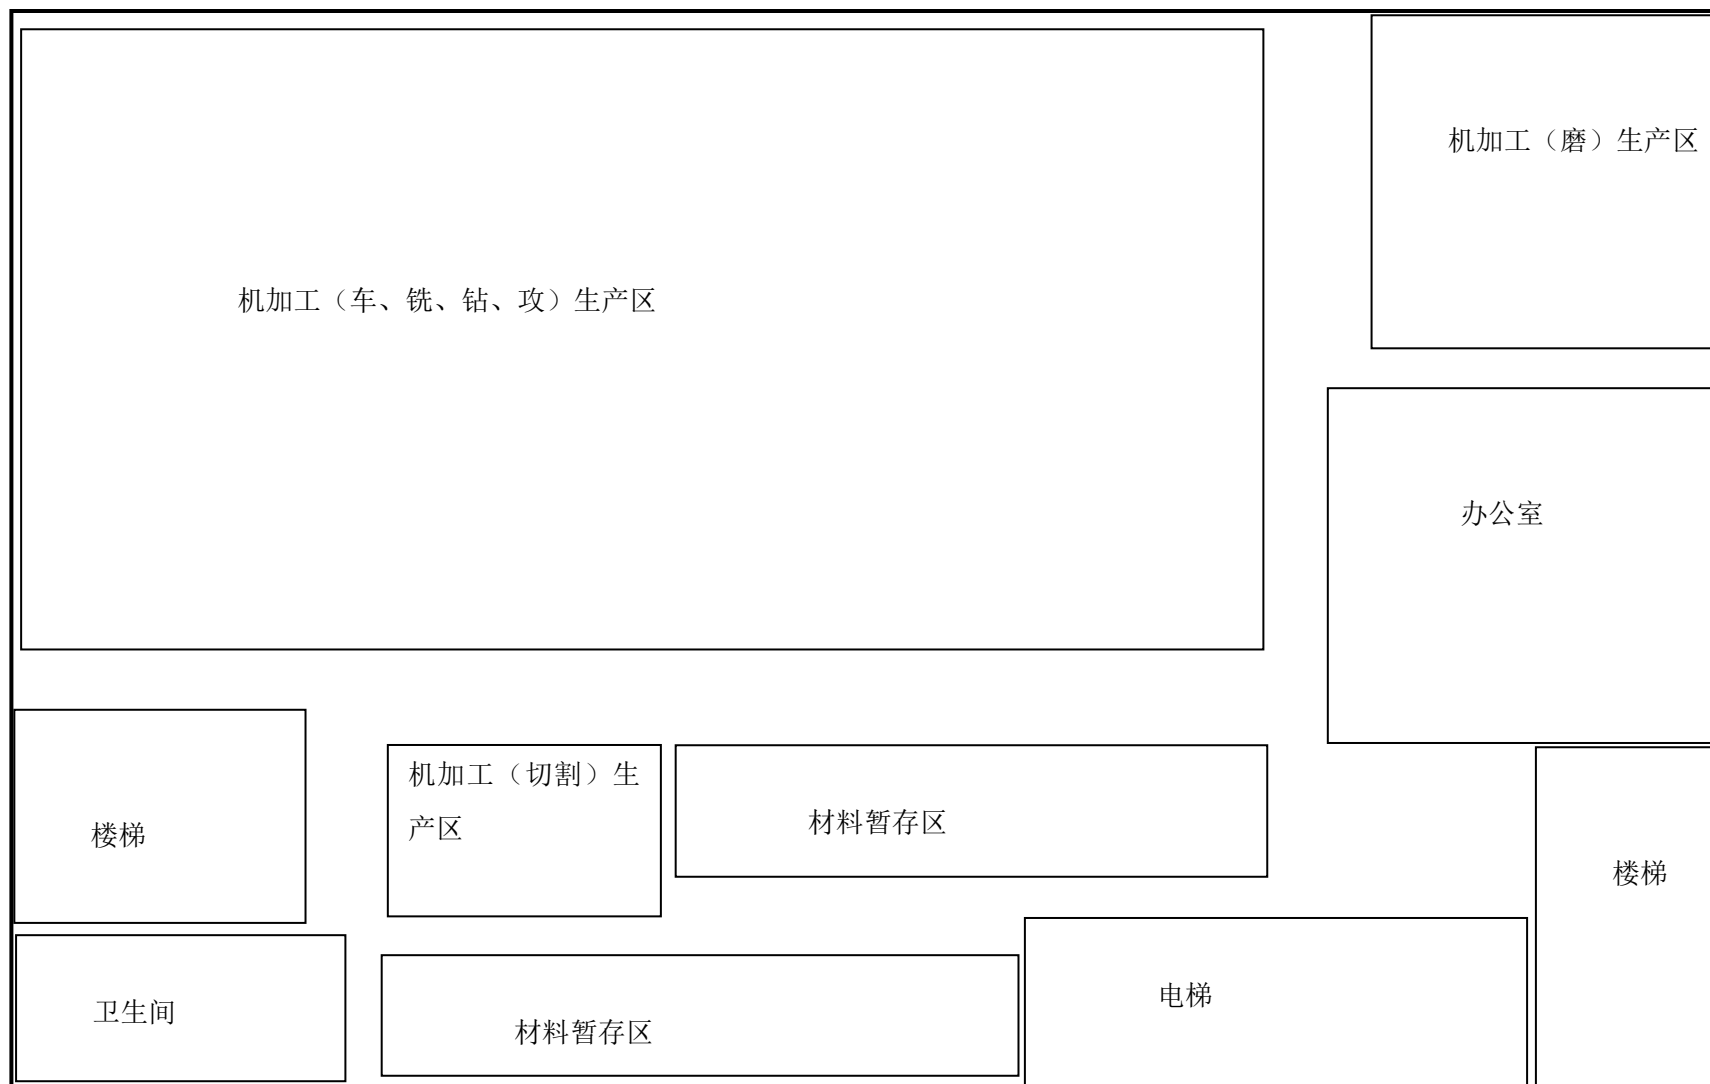 机加工（磨）生产区
机加工（车、铣、钻、攻）生产区
办公室
机加工（切割）生
产区
材料暂存区
楼梯
楼梯
卫生间
材料暂存区
电梯